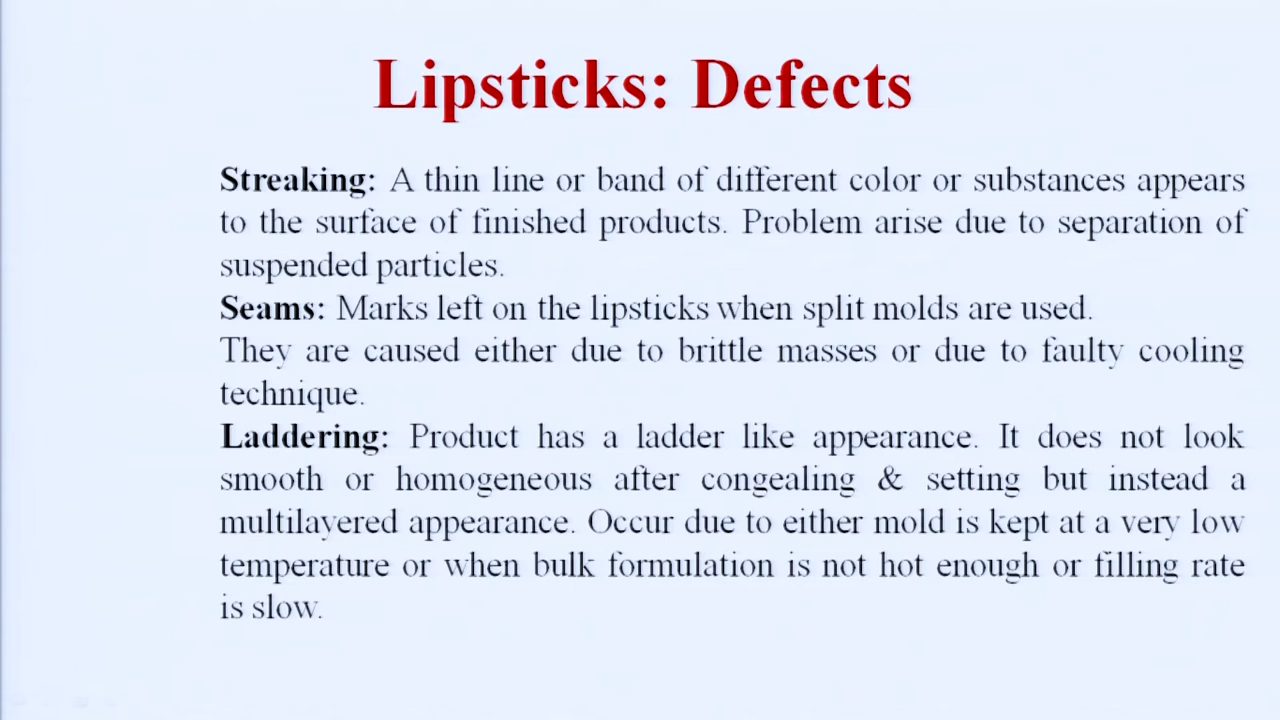 Lipsticks: Defects
Streaking: A thin line or band of different color or substances appears
to the surface of finished products. Problem arise due to separation of
suspended particles.
Seams: Marks left on the lipsticks when split molds are used.
They are caused either due to brittle masses or due to faulty cooling
technique.
Laddering: Product has a ladder like appearance. It does not look
smooth or homogeneous after congealing & setting but instead a
multilayered appearance. Occur due to either mold is kept at a very low
temperature or when bulk formulation is not hot enough or filling rate
is slow.